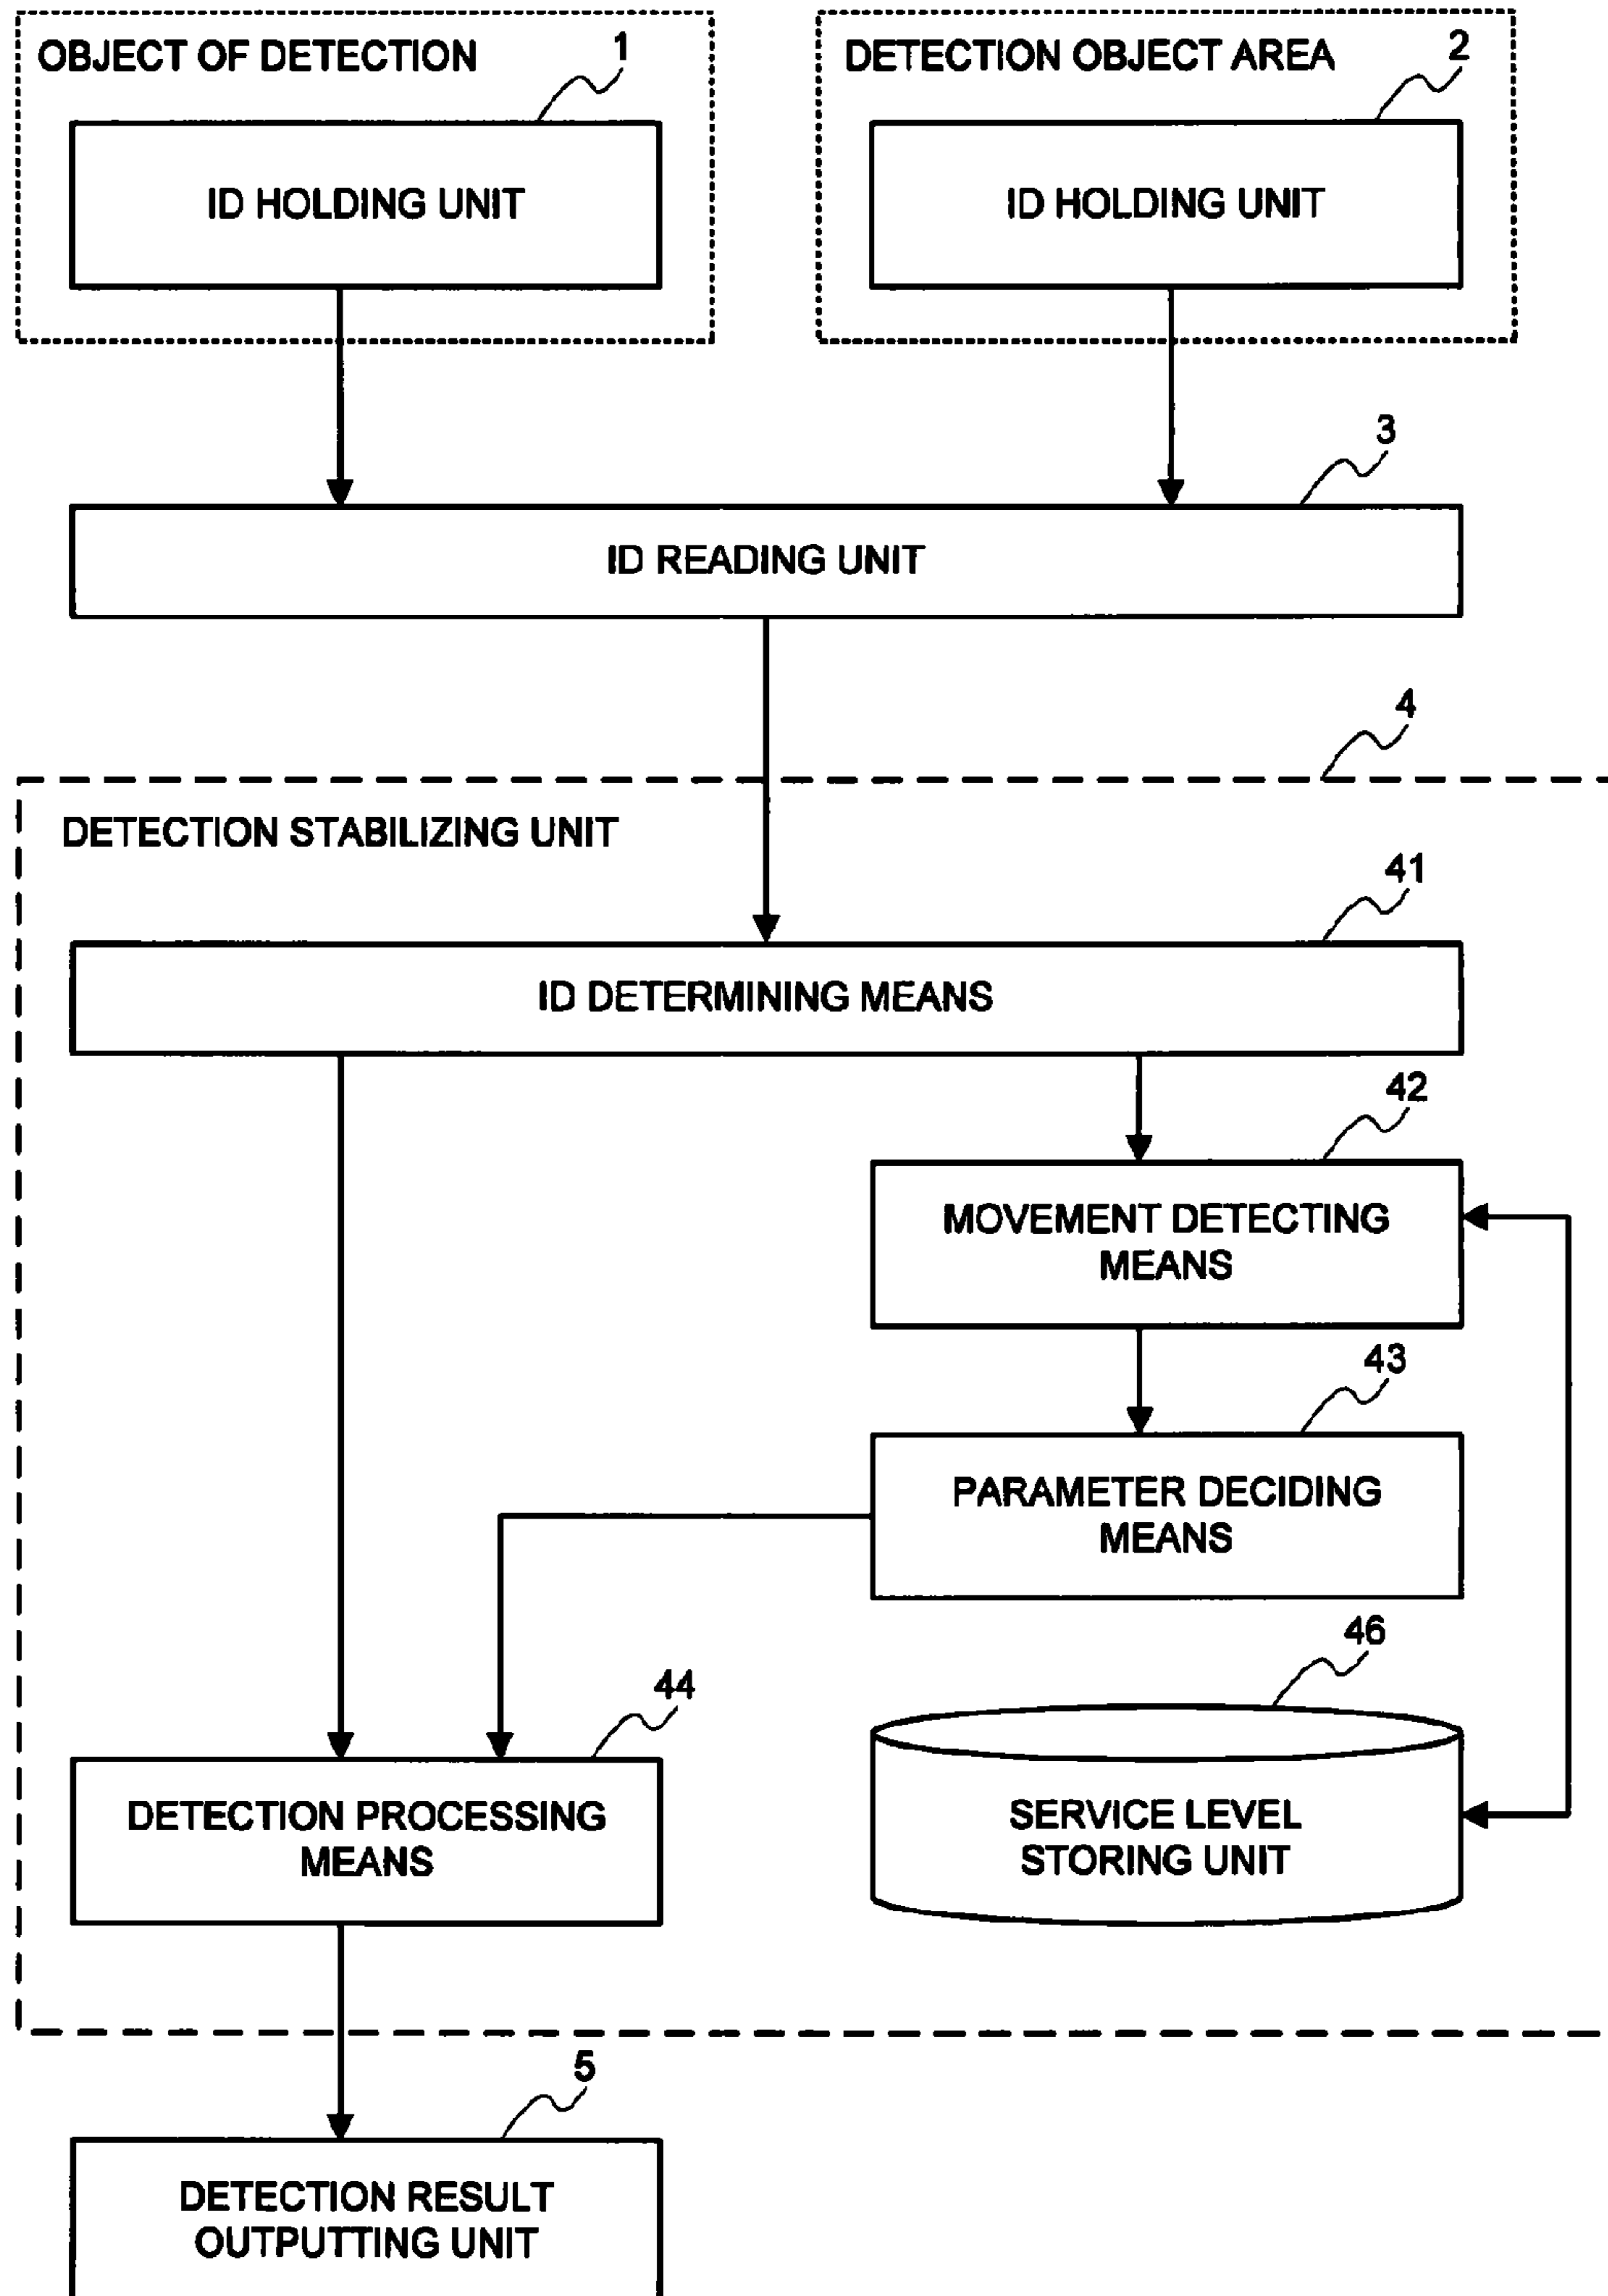 OBJECT OF DETECTION
1
ID HOLDING UNIT
DETECTION OBJECT AREA
2
ID HOLDING UNIT
3
ID READING UNIT
4
DETECTION STABILIZING UNIT
41
ID DETERMINING MEANS
42
MOVEMENT DETECTING
MEANS
43
PARAMETER DECIDING
MEANS
44
DETECTION PROCESSING
MEANS
46
SERVICE LEVEL
STORING UNIT
5
DETECTION RESULT
OUTPUTTING UNIT